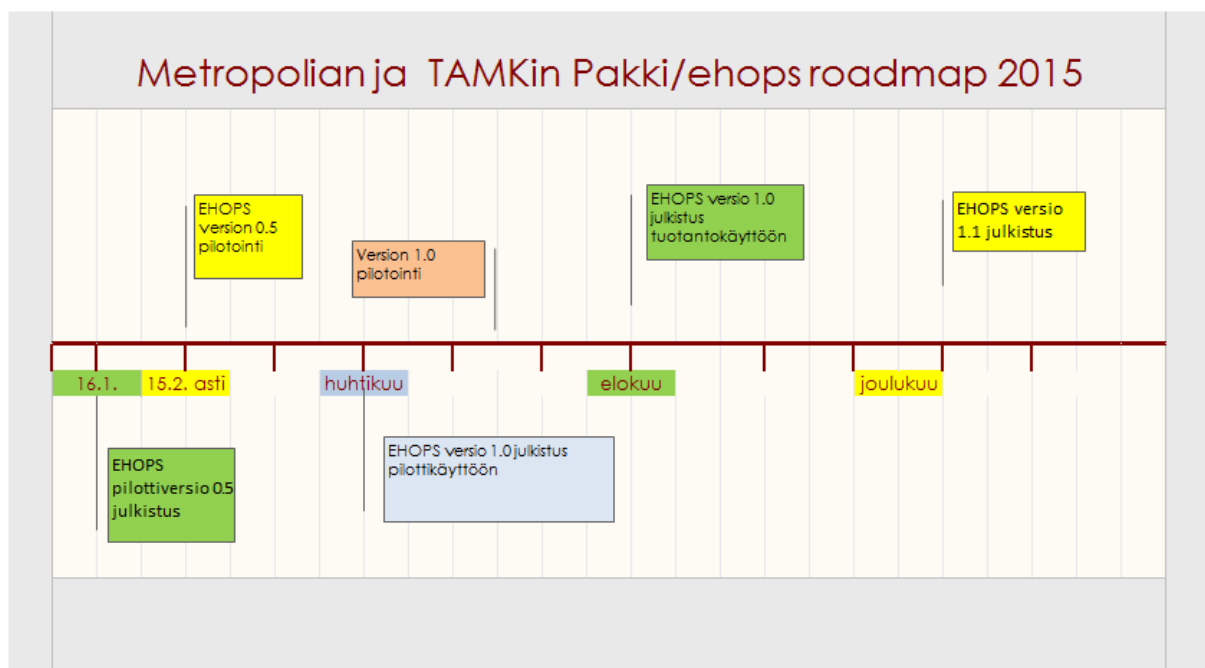 Metropolian ja TAMKin Pakki/ehops roadmap 2015
EHOPS
version 0.5
pilotointi
Version 1.0
pilotointi
EHOPS versio 1.0
julkistus
tuotantokäyttöön
EHOPS versio
1.1 julkistus
16.1.
15.2. asti
huhtikuu
elokuu
joulukuu
EHOPS
pilottiversio 0.5
julkistus
EHOPS versio 1.0 julkistus
pilottikäyttöön